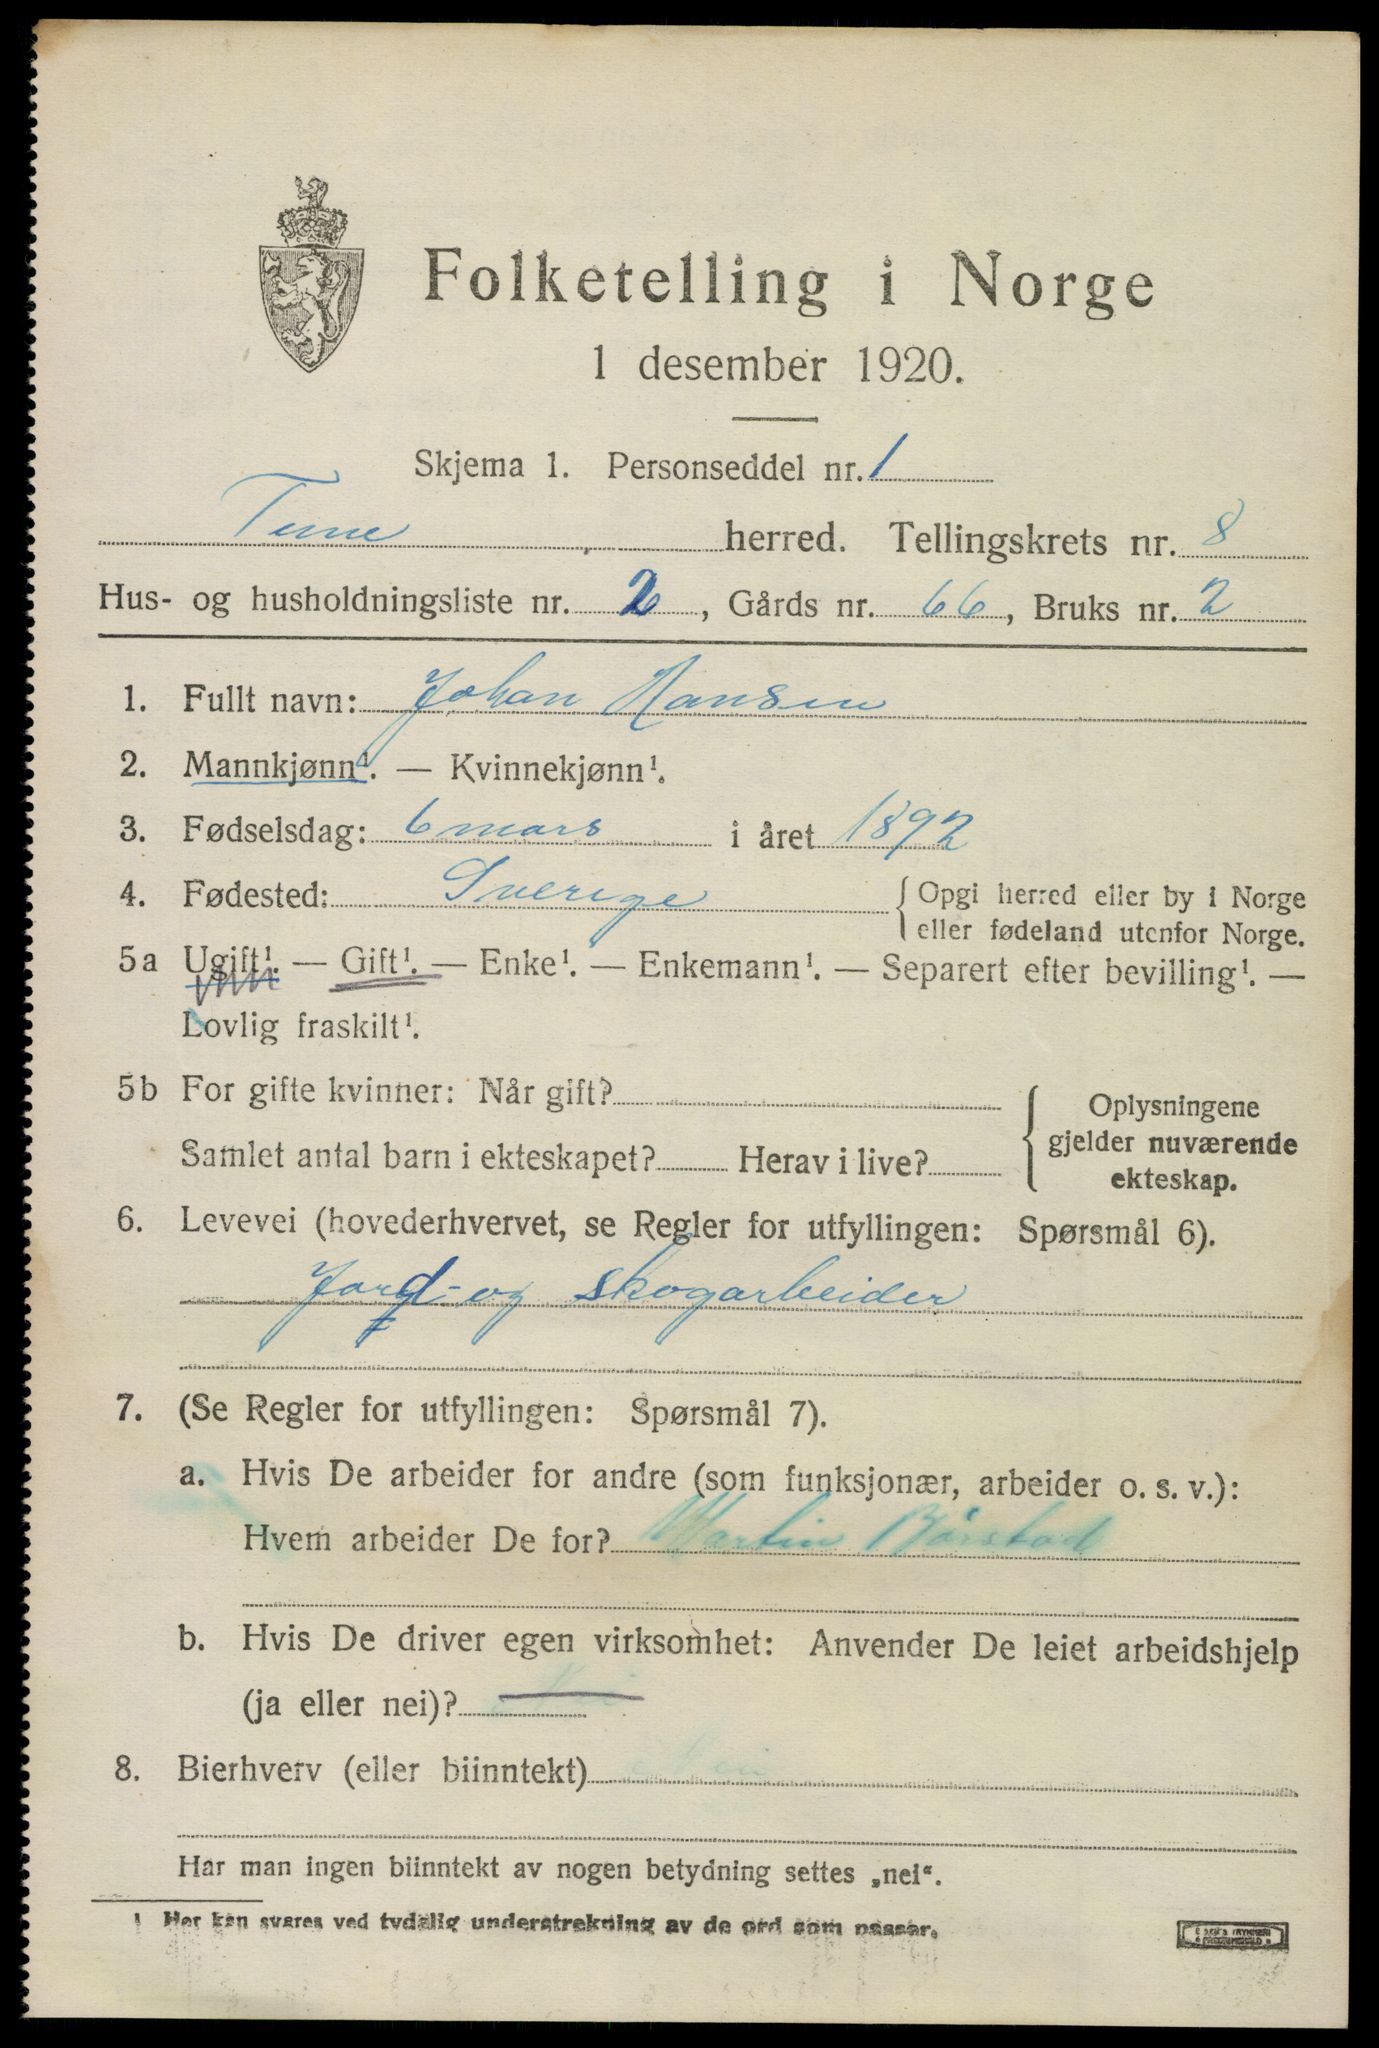 Folketelling i Norge
1 desember 1920.
Skjema 1. Personseddel nr. 1
Tune herred. Tellingskrets nr. 8
Hus- og husholdningsliste nr. 2, Gårds nr. 66, Bruks nr. 2
1. Fullt navn: Johan Hansen
2. Mannkjønn¹. — Kvinnekjønn¹.
3. Fødselsdag: 6 mars i året 1892
4. Fødested: Sverige { Opgi herred eller by i Norge
eller fødeland utenfor Norge.
5a Ugift¹. — Gift¹. — Enke¹. — Enkemann¹. — Separert efter bevilling¹. —
Lovlig fraskilt¹.
5b For gifte kvinner: Når gift?
Samlet antal barn i ekteskapet? Herav i live?
{ Oplysningene
gjelder nuværende
ekteskap.
6. Levevei (hovederhvervet, se Regler for utfyllingen: Spørsmål 6).
Jord- og skogarbeider
7. (Se Regler for utfyllingen: Spørsmål 7).
a. Hvis De arbeider for andre (som funksjonær, arbeider o. s. v.):
Hvem arbeider De for? Martin Bårstad
b. Hvis De driver egen virksomhet: Anvender De leiet arbeidshjelp
(ja eller nei)? Nei
8. Bierhverv (eller biinntekt) Nei
Har man ingen biinntekt av nogen betydning settes „nei“.
1 Her kan svares ved tydelig understrekning av de ord som passer.